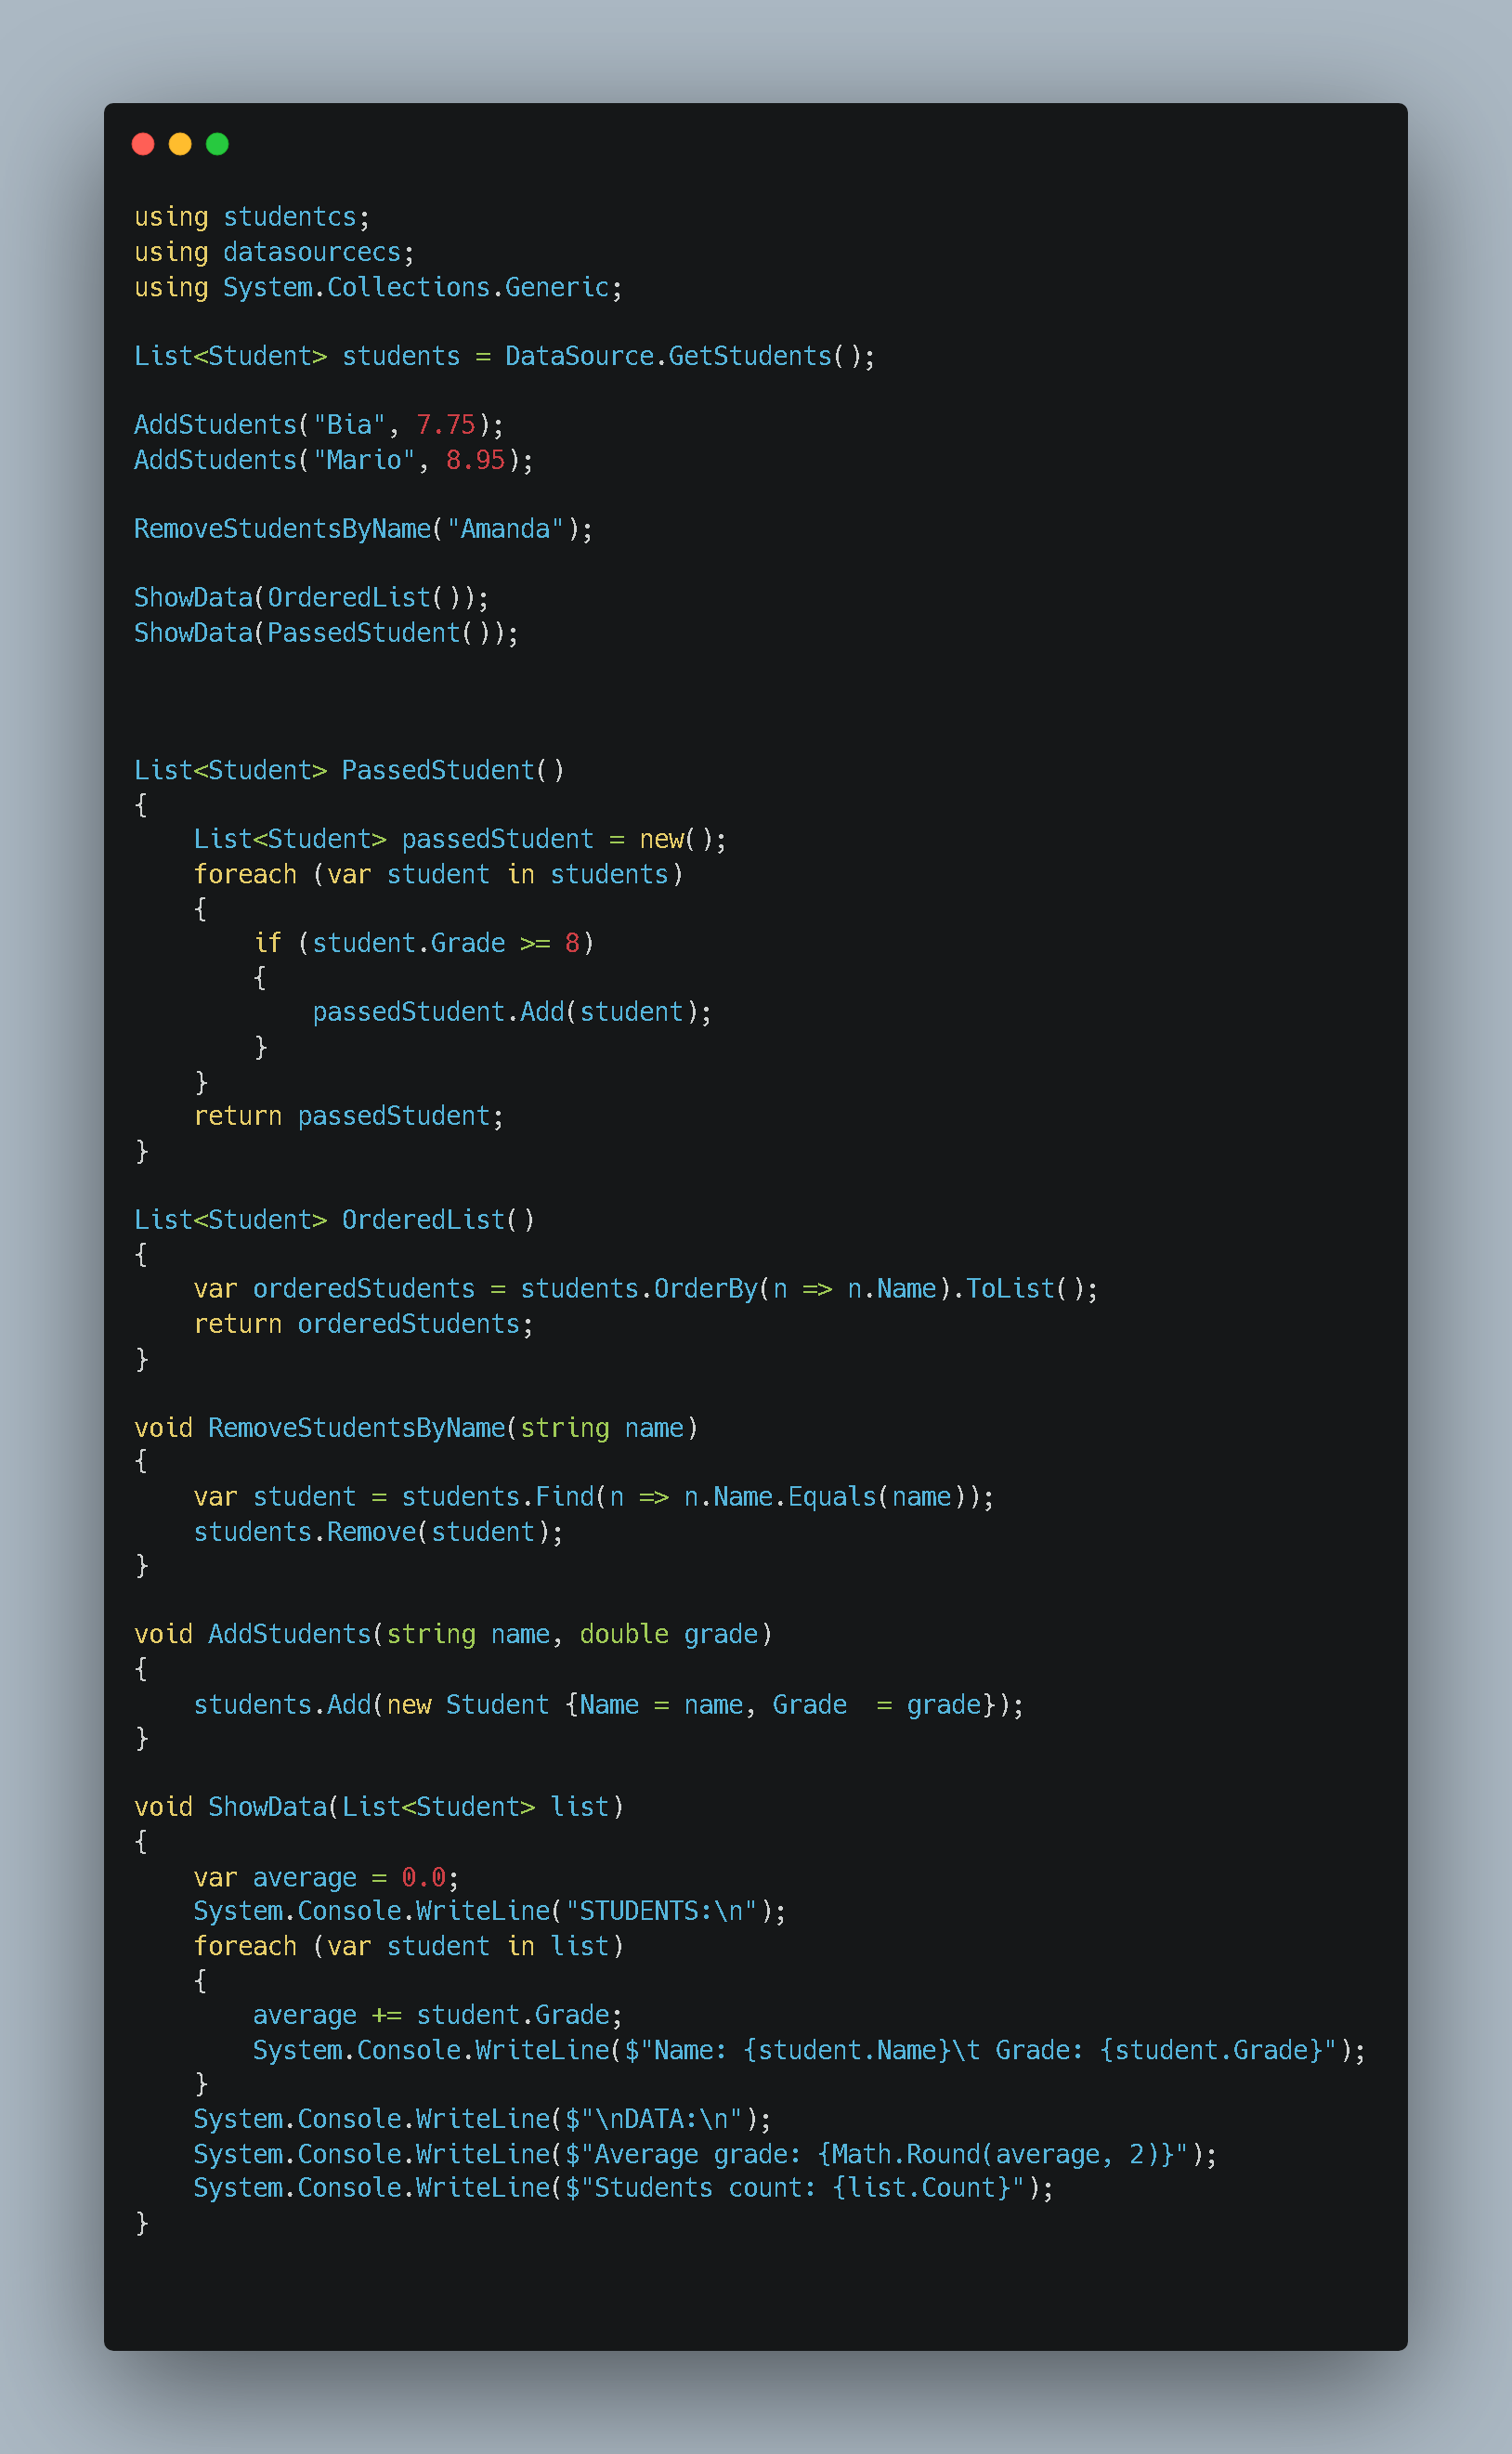 using studentcs;
using datasourcecs;
using System.Collections.Generic;

List<Student> students = DataSource.GetStudents();

AddStudents("Bia", 7.75);
AddStudents("Mario", 8.95);

RemoveStudentsByName("Amanda");

ShowData(OrderedList());
ShowData(PassedStudent());

List<Student> PassedStudent()
{
    List<Student> passedStudent = new();
    foreach (var student in students)
    {
        if (student.Grade >= 8)
        {
            passedStudent.Add(student);
        }
    }
    return passedStudent;
}

List<Student> OrderedList()
{
    var orderedStudents = students.OrderBy(n => n.Name).ToList();
    return orderedStudents;
}

void RemoveStudentsByName(string name)
{
    var student = students.Find(n => n.Name.Equals(name));
    students.Remove(student);
}

void AddStudents(string name, double grade)
{
    students.Add(new Student {Name = name, Grade  = grade});
}

void ShowData(List<Student> list)
{
    var average = 0.0;
    System.Console.WriteLine("STUDENTS:\n");
    foreach (var student in list)
    {
        average += student.Grade;
        System.Console.WriteLine($"Name: {student.Name}\t Grade: {student.Grade}");
    }
    System.Console.WriteLine($"\nDATA:\n");
    System.Console.WriteLine($"Average grade: {Math.Round(average, 2)}");
    System.Console.WriteLine($"Students count: {list.Count}");
}